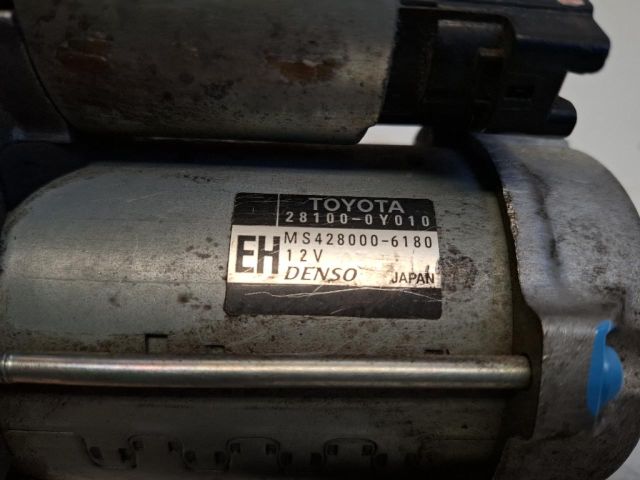 TOYOTA
28100-0Y010
EH MS428000-6180
12V
DENSO JAPAN